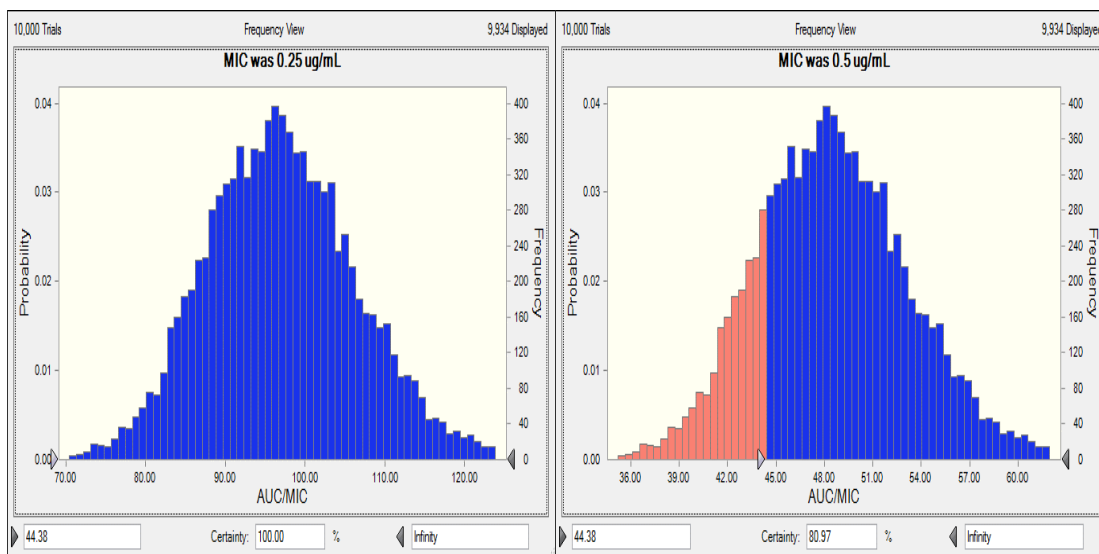 10,000 Trials Frequency View 9,934 Displayed
MIC was 0.25 ug/mL
0.04
0.03
0.02
0.01
0.00
Probability
400
360
320
280
240
200
160
120
80
40
0
Frequency
70.00 80.00 90.00 100.00 110.00 120.00
AUC/MIC
44.38 Certainty: 100.00 % Infinity
10,000 Trials Frequency View 9,934 Displayed
MIC was 0.5 ug/mL
0.04
0.03
0.02
0.01
0.00
Probability
400
360
320
280
240
200
160
120
80
40
0
Frequency
36.00 39.00 42.00 45.00 48.00 51.00 54.00 57.00 60.00
AUC/MIC
44.38 Certainty: 80.97 % Infinity